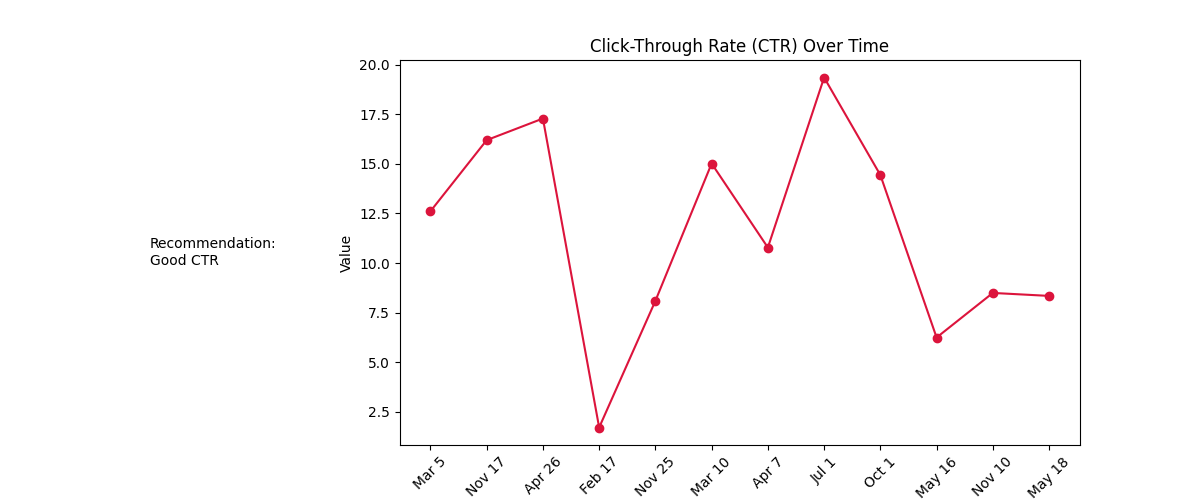 Click-Through Rate (CTR) Over Time
Recommendation:
Good CTR
Value
20.0
17.5
15.0
12.5
10.0
7.5
5.0
2.5
Mar 5
Nov 17
Apr 26
Feb 17
Nov 25
Mar 10
Apr 7
Jul 1
Oct 1
May 16
Nov 10
May 18